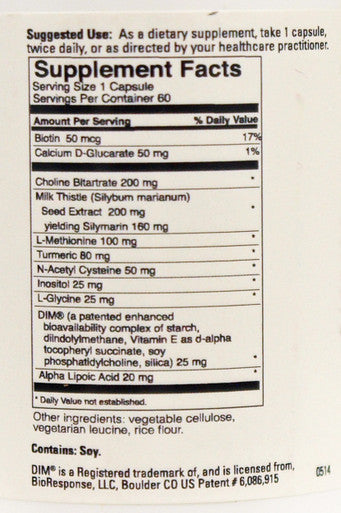 Suggested Use: As a dietary supplement, take 1 capsule,
twice daily, or as directed by your healthcare practitioner.
Supplement Facts
Serving Size 1 Capsule
Servings Per Container 60
Amount Per Serving % Daily Value
Biotin 50 mcg 17%
Calcium D-Glucarate 50 mg 1%
Choline Bitartrate 200 mg *
Milk Thistle (Silybum marianum)
Seed Extract 200 mg *
yielding Silymarin 160 mg
L-Methionine 100 mg *
Turmeric 80 mg *
N-Acetyl Cysteine 50 mg *
Inositol 25 mg *
L-Glycine 25 mg *
DIM® (a patented enhanced
bioavailability complex of starch,
diindolylmethane, Vitamin E as d-alpha
tocopheryl succinate, soy
phosphatidylcholine, silica) 25 mg *
Alpha Lipoic Acid 20 mg *
* Daily Value not established.
Other ingredients: vegetable cellulose,
vegetarian leucine, rice flour.
Contains: Soy.
DIM® is a Registered trademark of, and is licensed from,
BioResponse, LLC, Boulder CO US Patent # 6,086,915 0514